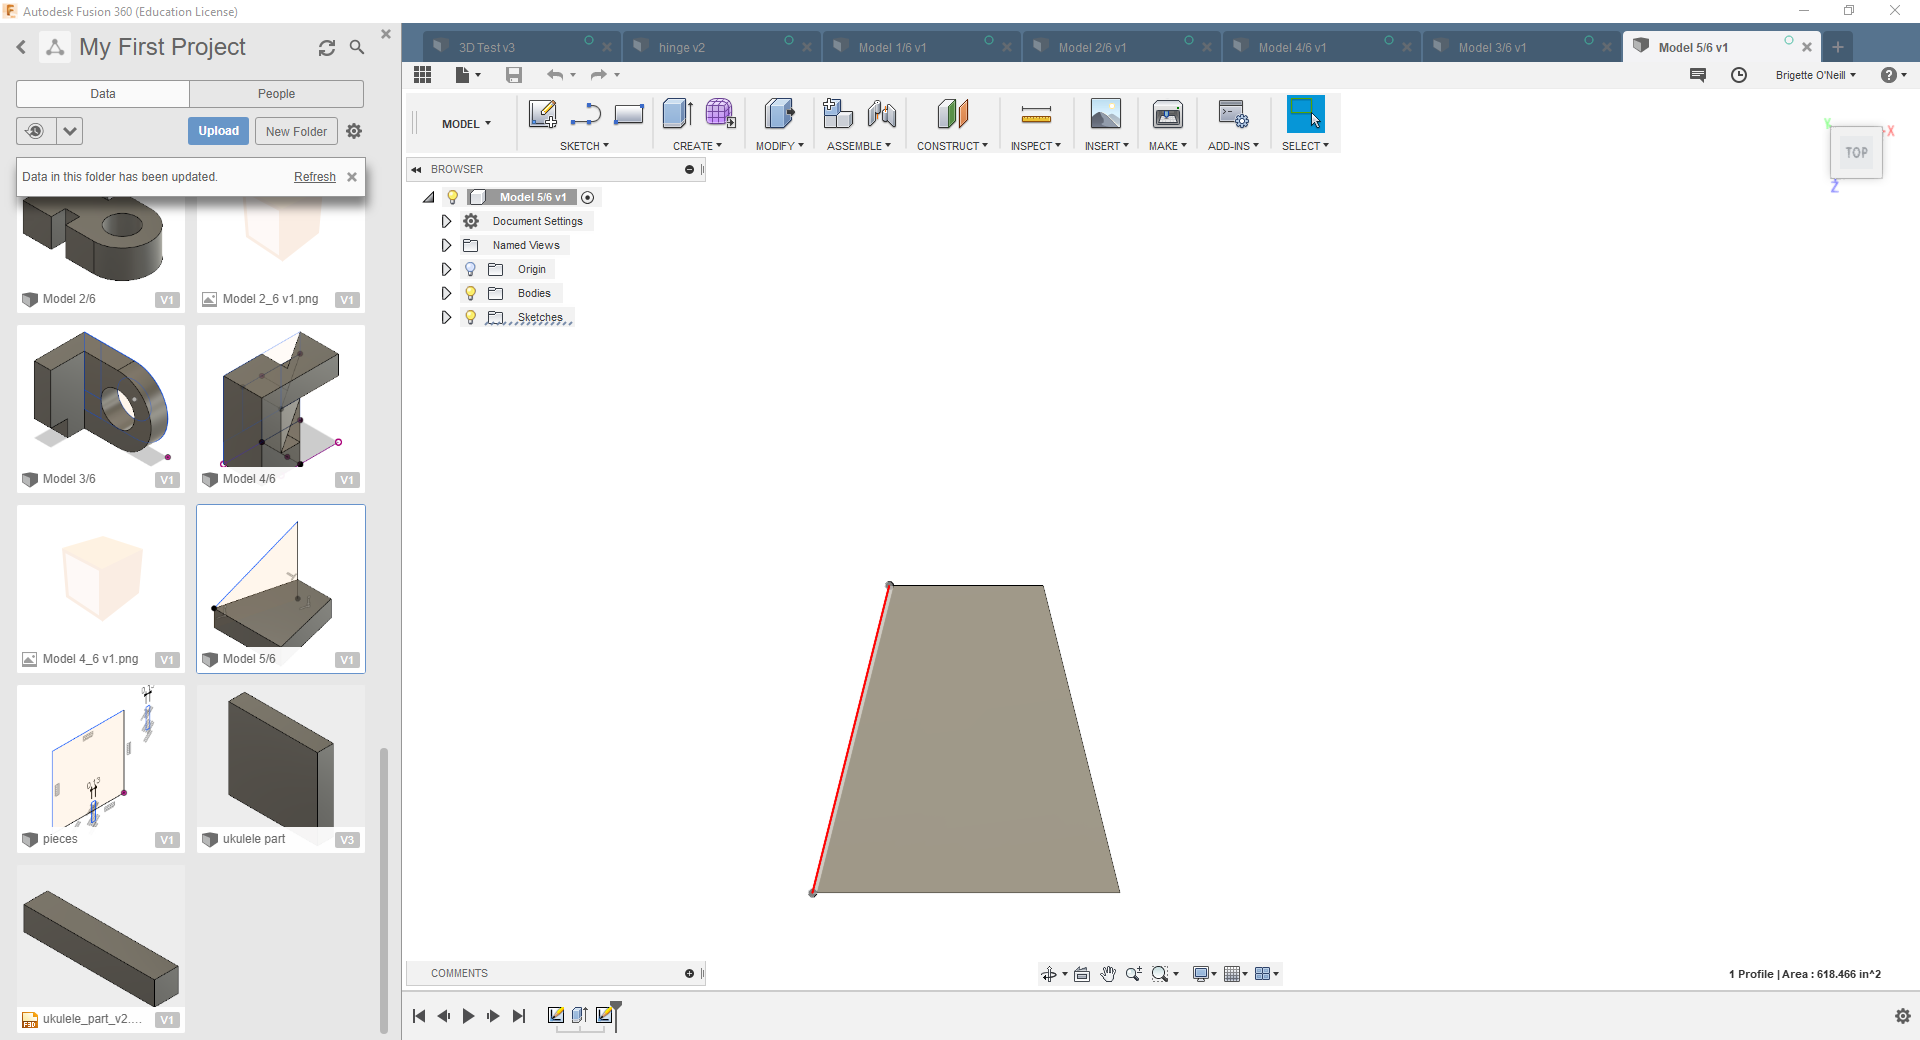 Autodesk Fusion 360 (Education License)
My First Project
3D Test v3
hinge v2
Model 1/6 v1
Model 2/6 v1
Model 4/6 v1
Model 3/6 v1
Model 5/6 v1
Brigette O'Neill
Data
People
Upload
New Folder
MODEL
SKETCH
CREATE
MODIFY
ASSEMBLE
CONSTRUCT
INSPECT
INSERT
MAKE
ADD-INS
SELECT
Y
X
TOP
Z
Data in this folder has been updated.
Refresh
BROWSER
Model 5/6 v1
Document Settings
Named Views
Origin
Bodies
Sketches
Model 2/6
V1
Model 2_6 v1.png
V1
Model 3/6
V1
Model 4/6
V1
Model 4_6 v1.png
V1
Model 5/6
V1
pieces
V1
ukulele part
V3
ukulele_part_v2....
V1
COMMENTS
1 Profile | Area : 618.466 in^2